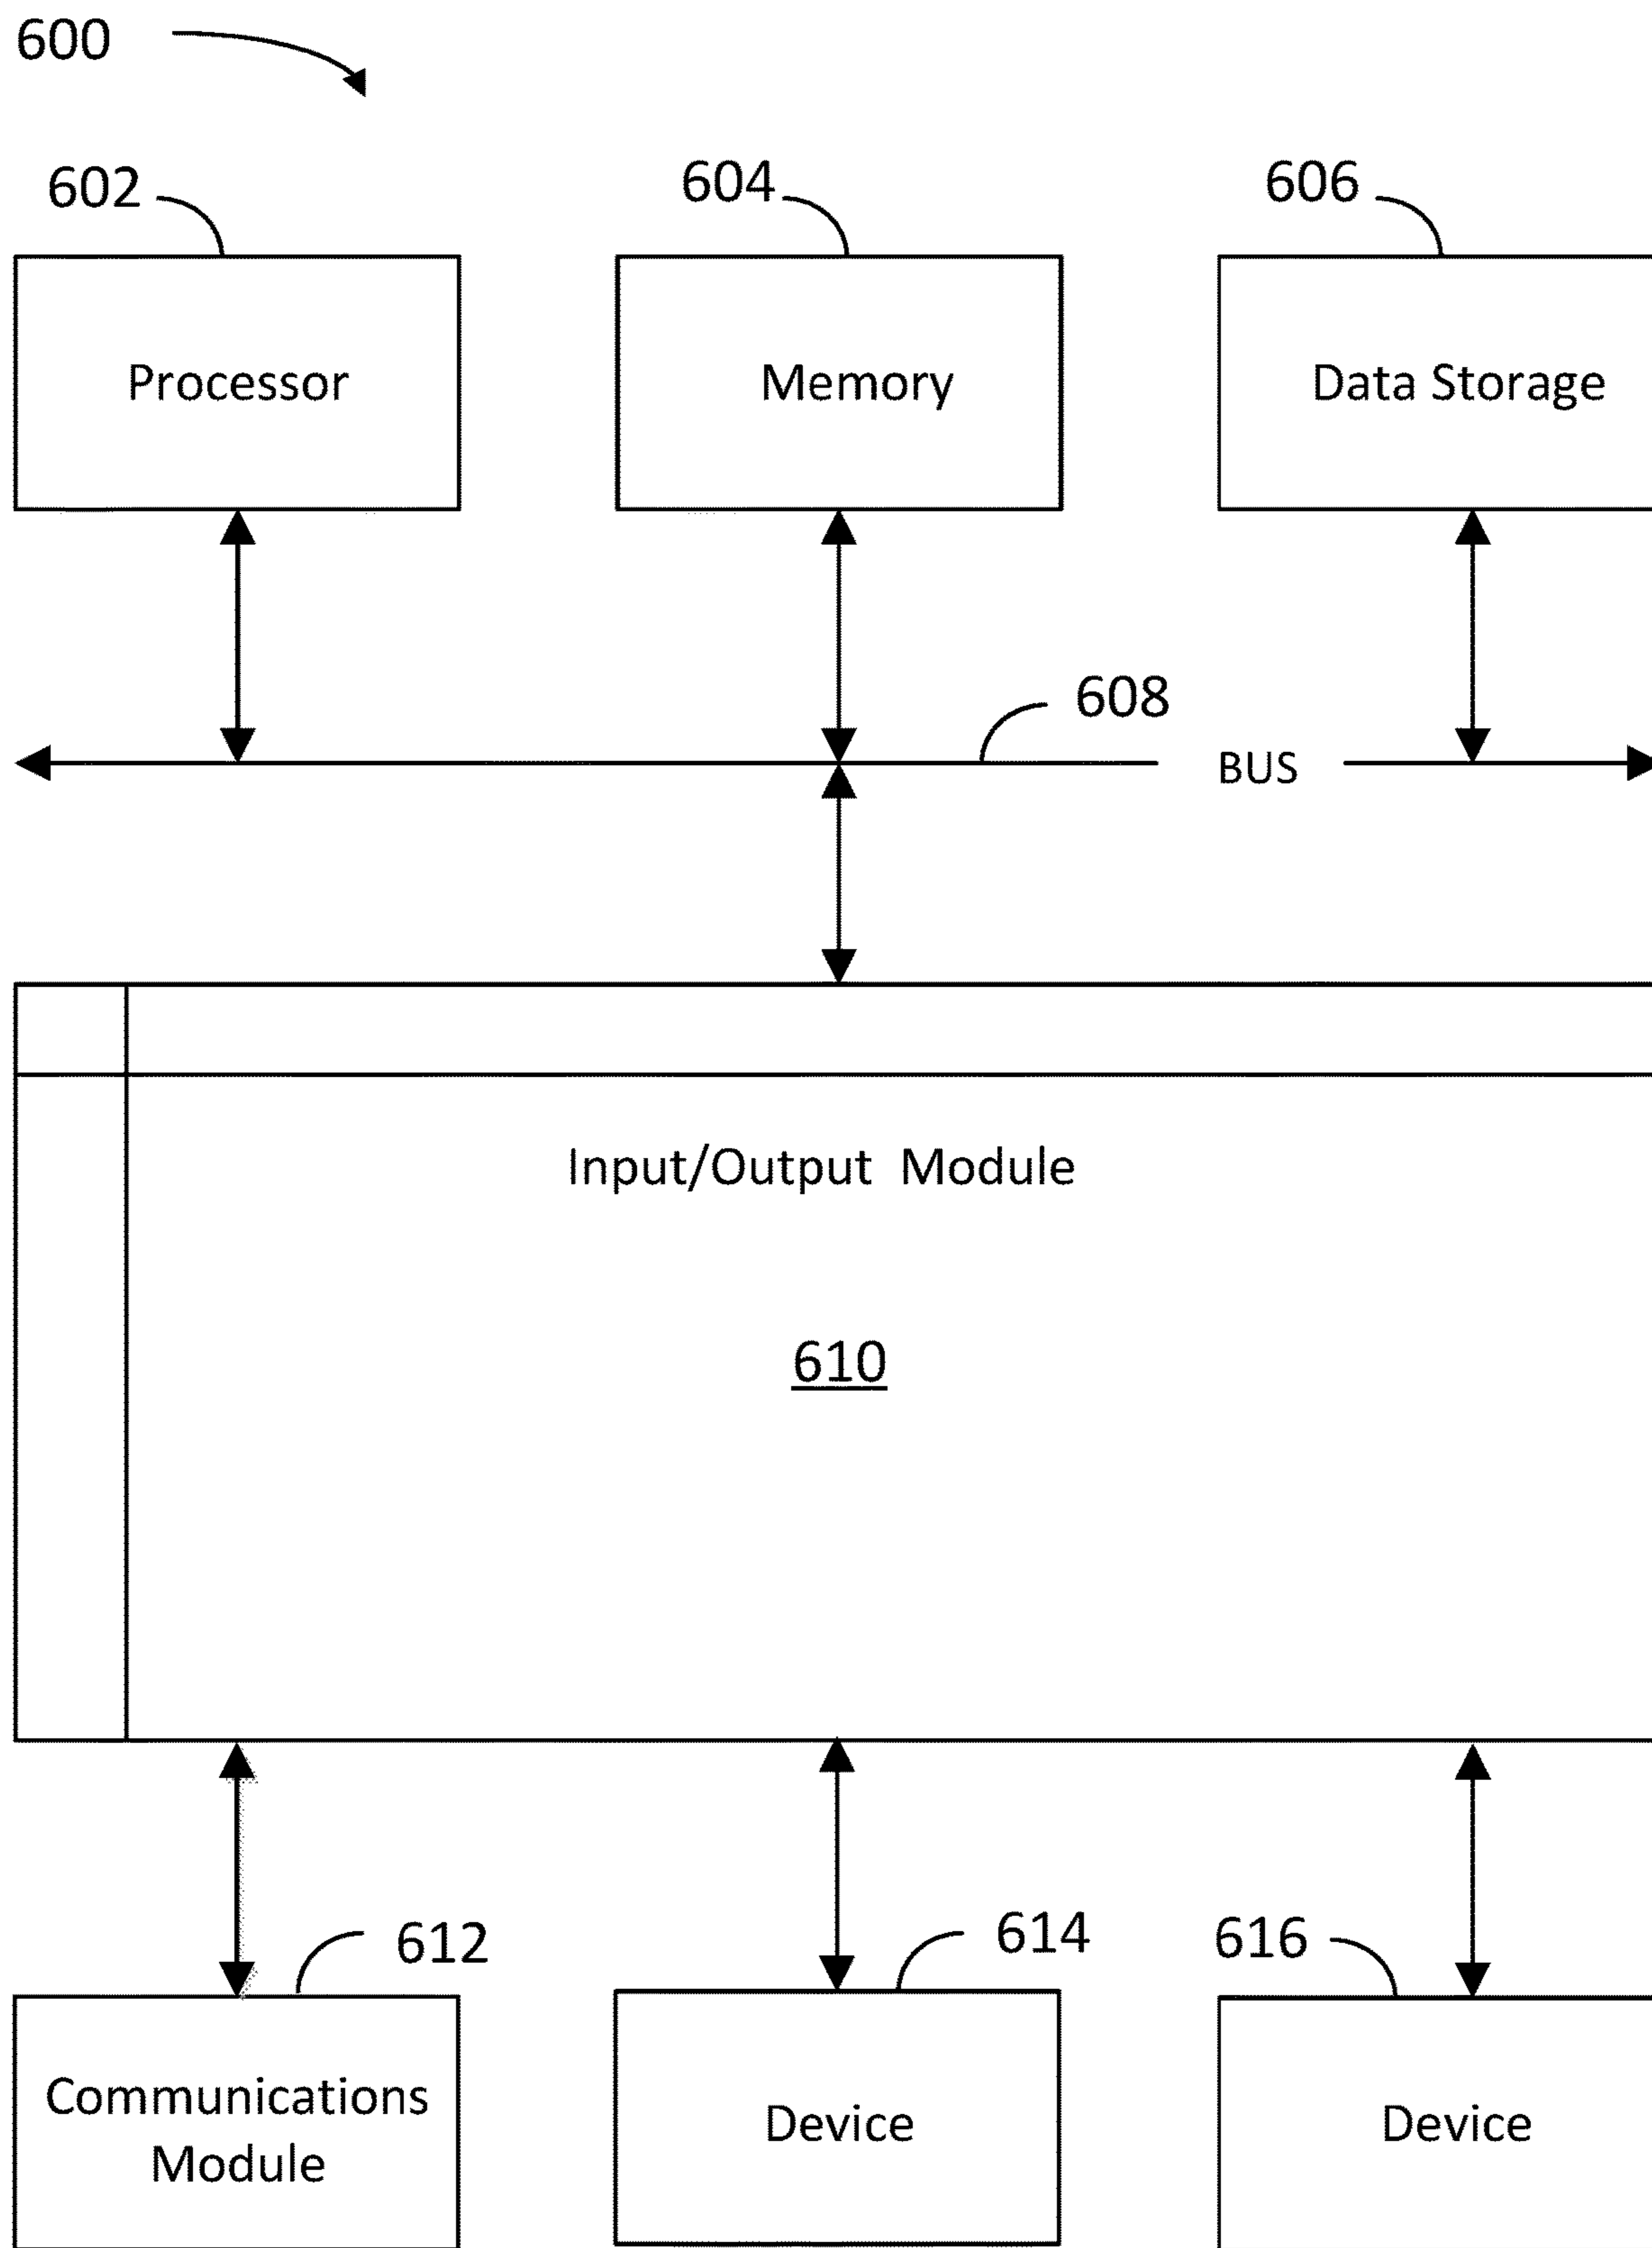 600
602
604
606
Processor
Memory
Data Storage
608
BUS
Input/Output Module
610
612
614
616
Communications
Module
Device
Device